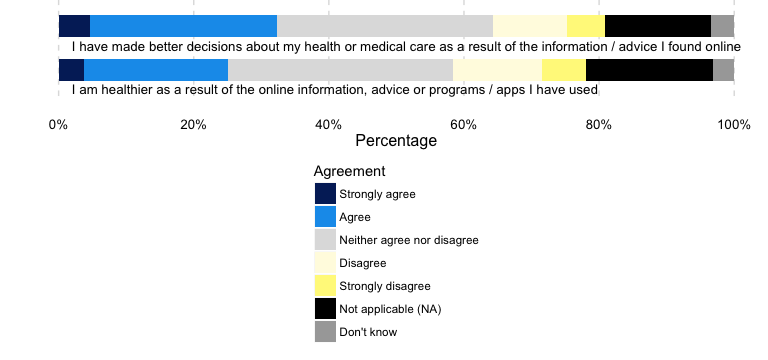 I have made better decisions about my health or medical care as a result of the information / advice I found online
I am healthier as a result of the online information, advice or programs / apps I have used
0% 20% 40% 60% 80% 100%
Percentage
Agreement
Strongly agree
Agree
Neither agree nor disagree
Disagree
Strongly disagree
Not applicable (NA)
Don't know